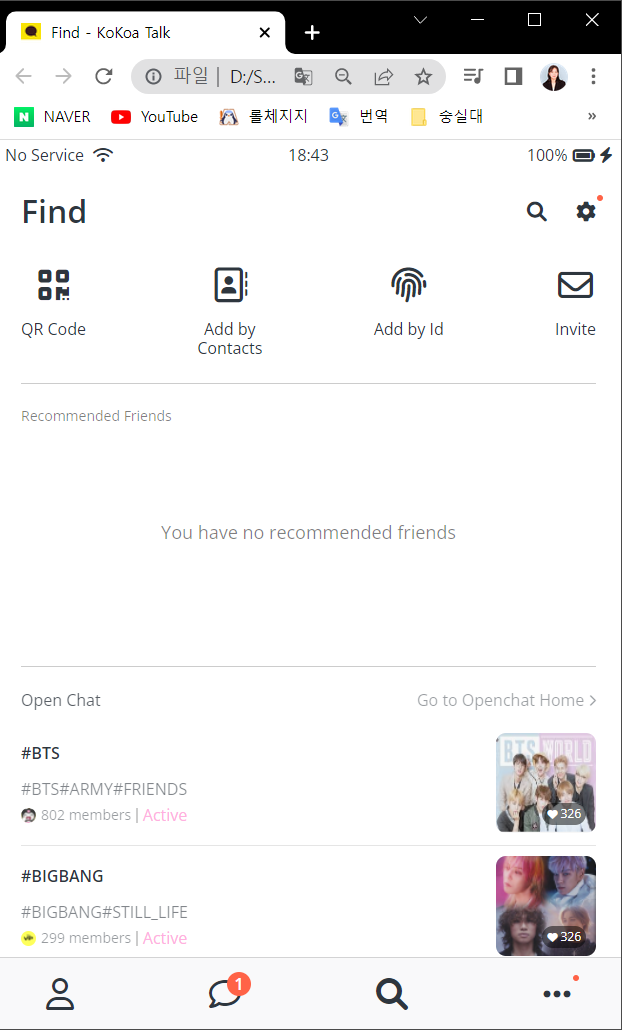 Find - KoKoa Talk
파일 | D:/S...
NAVER YouTube 롤체지지 번역 숭실대 »
No Service 18:43 100%
Find
QR Code Add by Contacts Add by Id Invite
Recommended Friends
You have no recommended friends
Open Chat Go to Openchat Home
#BTS
BTS WORLD
#BTS#ARMY#FRIENDS
802 members | Active
326
#BIGBANG
#BIGBANG#STILL_LIFE
299 members | Active
326
1